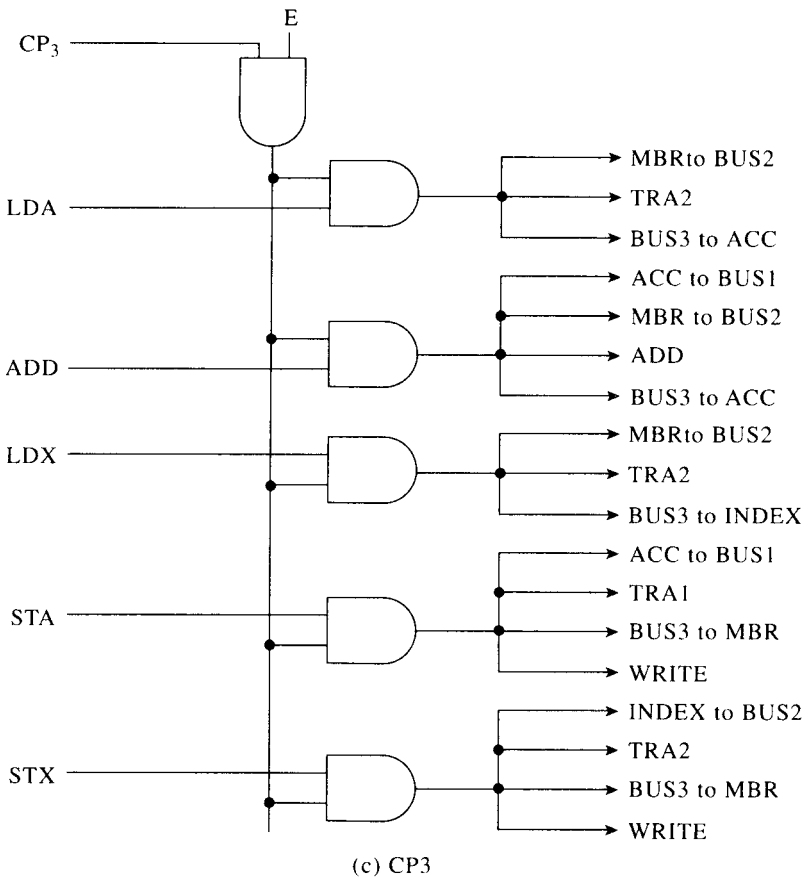 E
CP3
MBRto BUS2
TRA2
LDA
BUS3 to ACC
ACC to BUS1
MBR to BUS2
ADD
ADD
BUS3 to ACC
MBRto BUS2
LDX
TRA2
BUS3 to INDEX
ACC to BUS1
TRA1
STA
BUS3 to MBR
WRITE
INDEX to BUS2
TRA2
STX
BUS3 to MBR
WRITE
(c) CP3